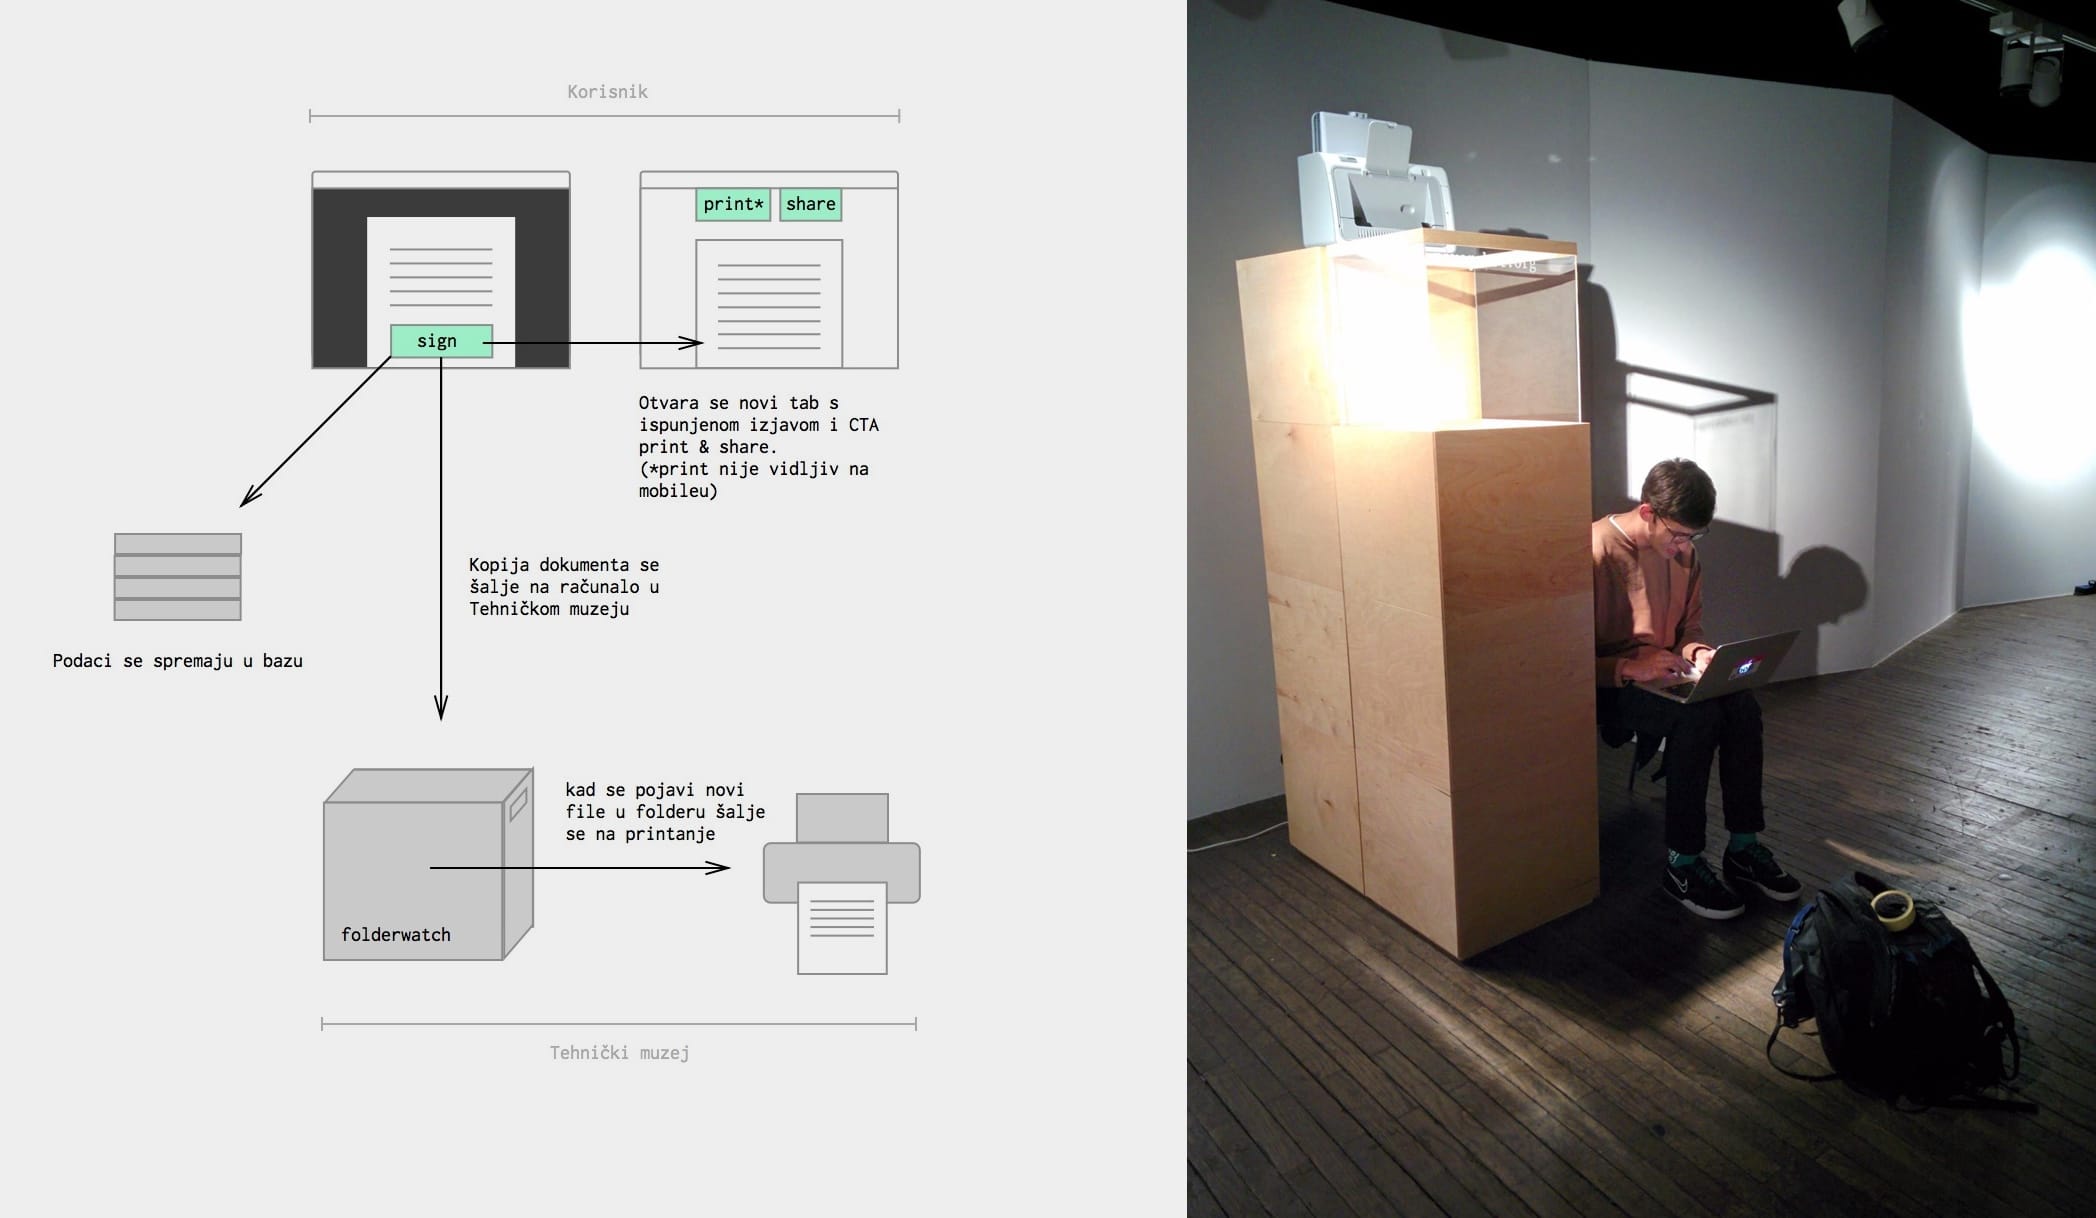 Korisnik
print*
share
sign
Otvara se novi tab s
ispunjenom izjavom i CTA
print & share.
(*print nije vidljiv na
mobileu)
Kopija dokumenta se
šalje na računalo u
Tehničkom muzeju
Podaci se spremaju u bazu
kad se pojavi novi
file u folderu šalje
se na printanje
folderwatch
Tehnički muzej